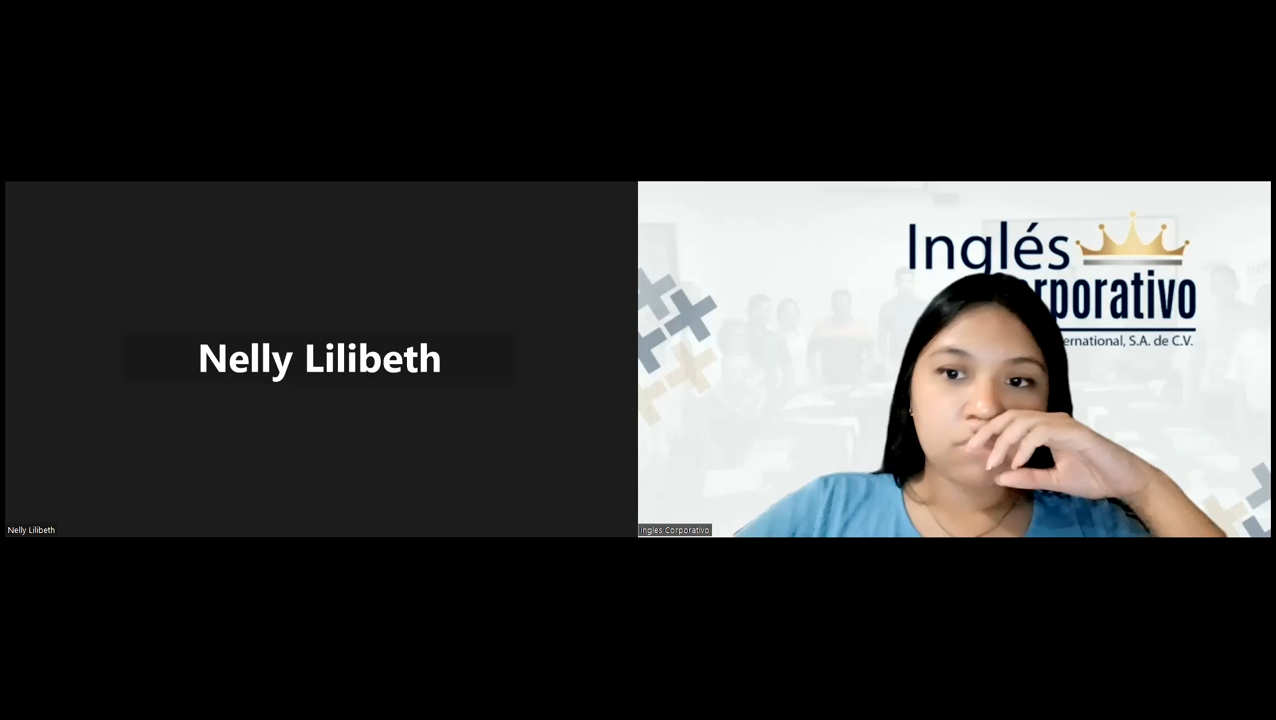 Nelly Lilibeth
Nelly Lilibeth
Inglés
rporativo
ernational, S.A. de C.V.
Ingles Corporativo